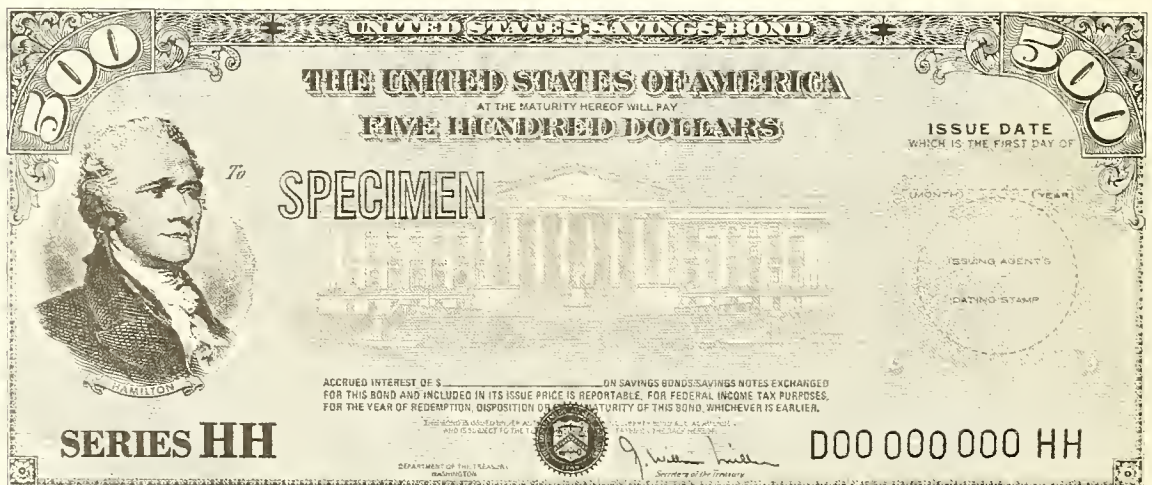 UNITED STATES SAVINGS BOND
500
500
THE UNITED STATES OF AMERICA
AT THE MATURITY HEREOF WILL PAY
FIVE HUNDRED DOLLARS
ISSUE DATE
WHICH IS THE FIRST DAY OF
To
SPECIMEN
(MONTH) (YEAR)
ISSUING AGENT'S
DATING STAMP
HAMILTON
ACCRUED INTEREST OF $ ON SAVINGS BONDS/SAVINGS NOTES EXCHANGED
FOR THIS BOND AND INCLUDED IN ITS ISSUE PRICE IS REPORTABLE, FOR FEDERAL INCOME TAX PURPOSES,
FOR THE YEAR OF REDEMPTION, DISPOSITION OR MATURITY OF THIS BOND, WHICHEVER IS EARLIER.
SERIES HH
DEPARTMENT OF THE TREASURY
WASHINGTON
Secretary of the Treasury
D00 000 000 HH